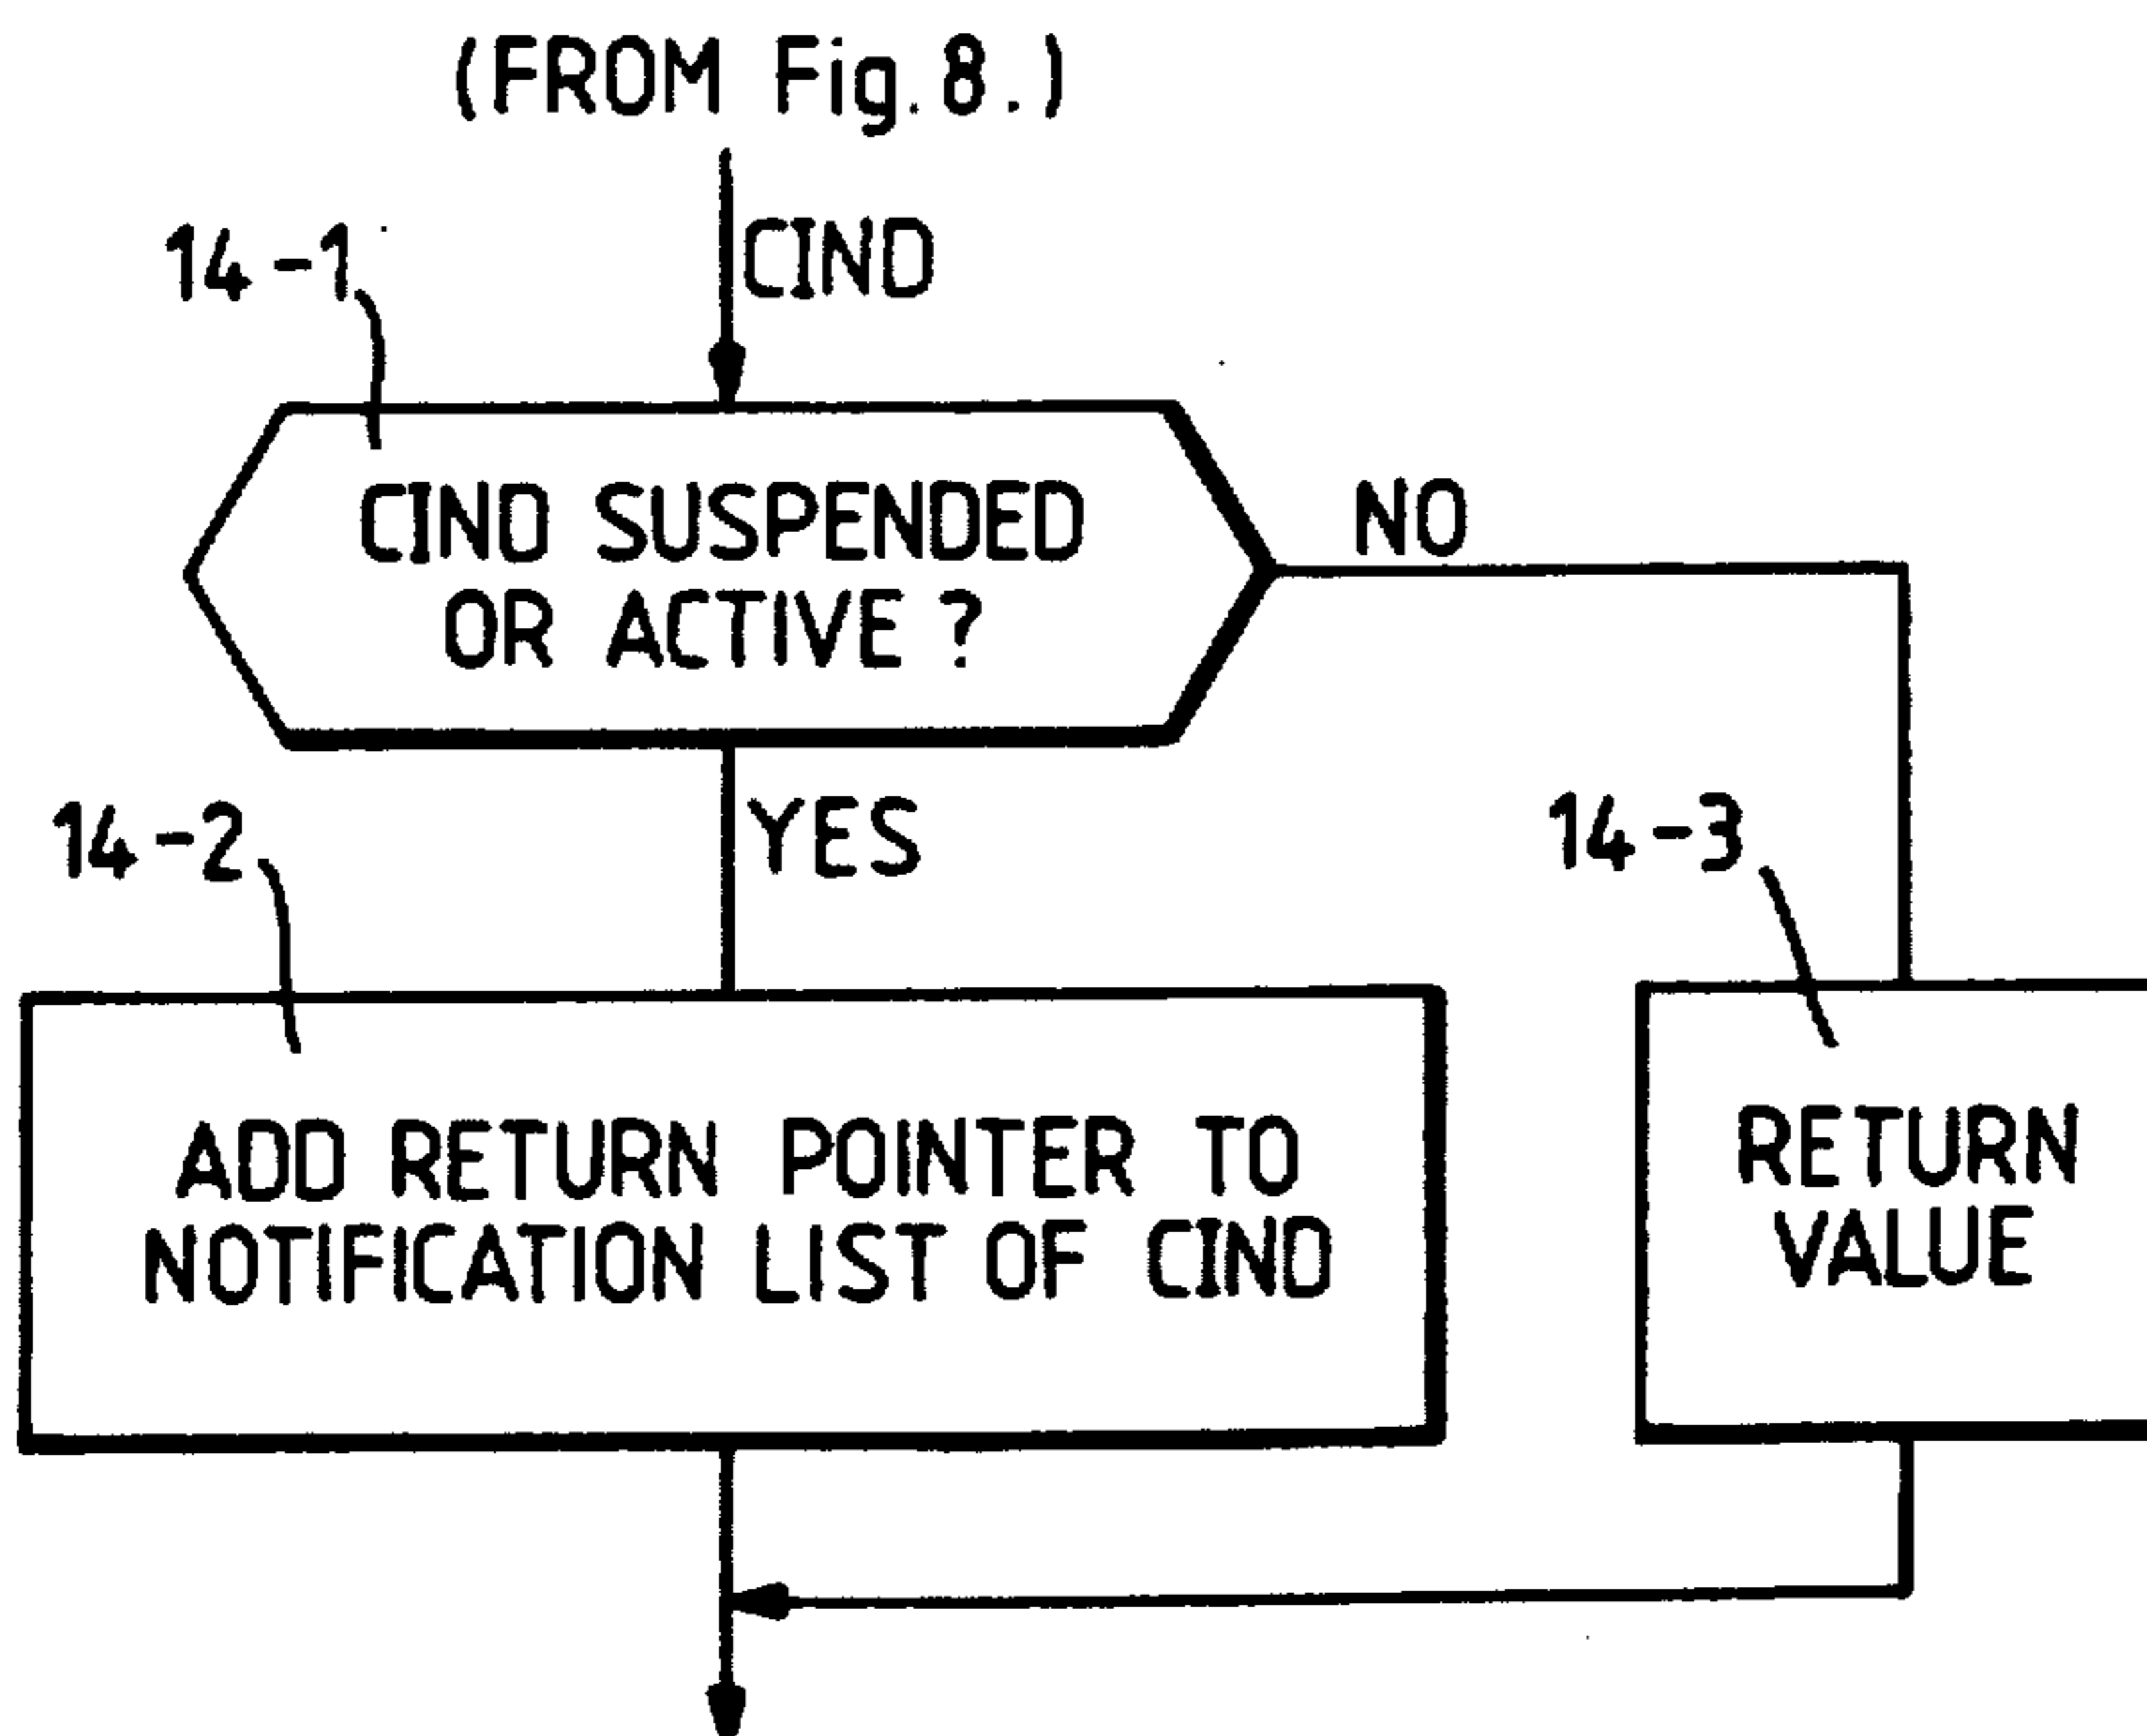 (FROM Fig.8.)
14-1
CIND
CIND SUSPENDED
OR ACTIVE ?
NO
14-2
YES
14-3
ADD RETURN POINTER TO
NOTIFICATION LIST OF CIND
RETURN
VALUE